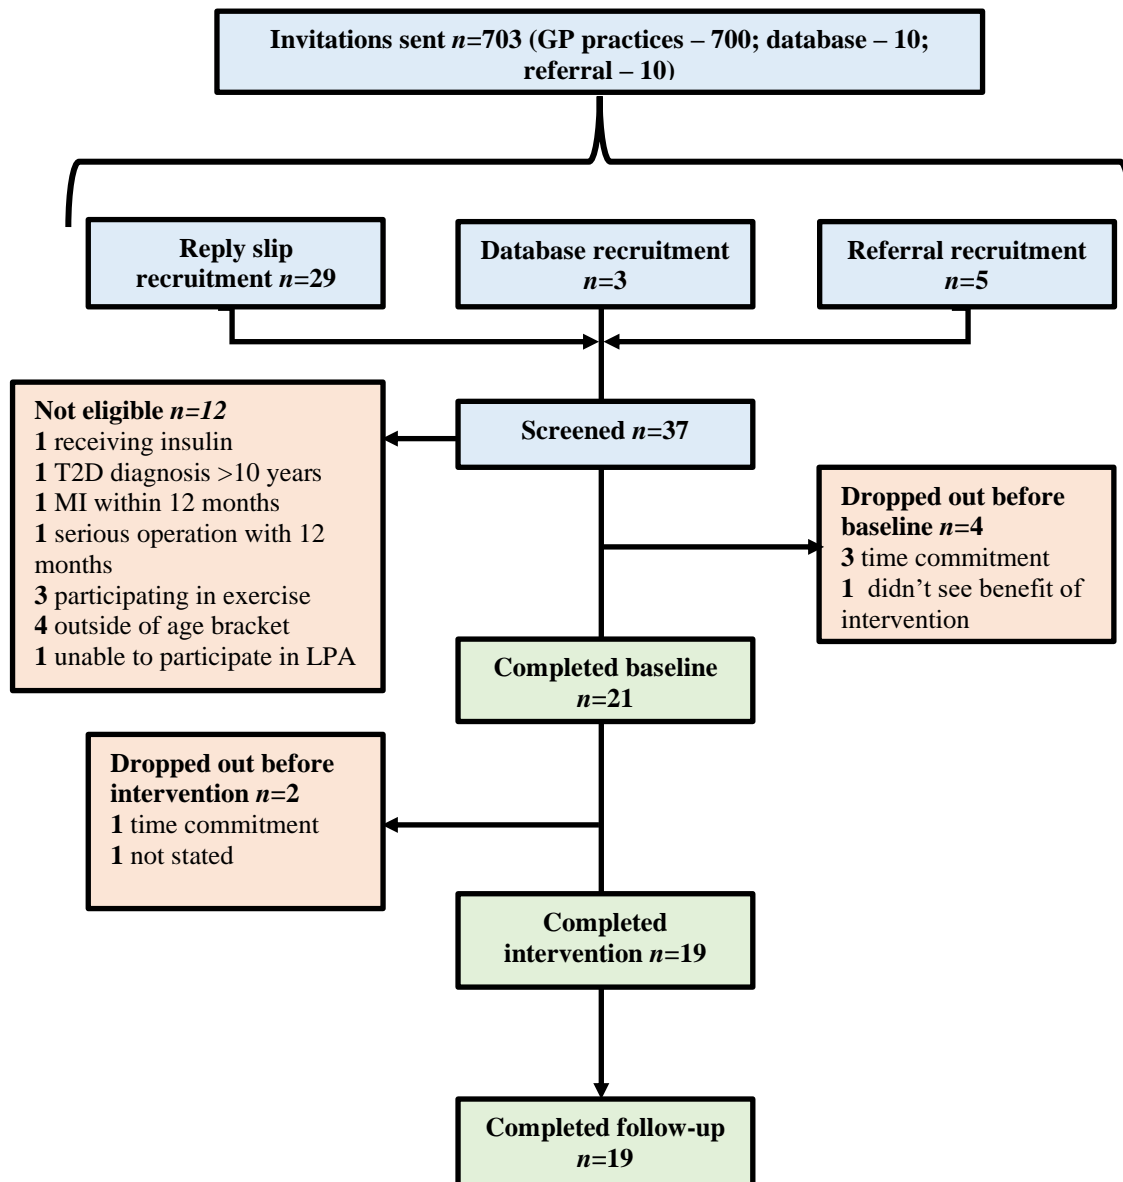 Invitations sent n=703 (GP practices – 700; database – 10;
referral – 10)
Reply slip
recruitment n=29
Database recruitment
n=3
Referral recruitment
n=5
Not eligible n=12
1 receiving insulin
1 T2D diagnosis >10 years
1 MI within 12 months
1 serious operation with 12
months
3 participating in exercise
4 outside of age bracket
1 unable to participate in LPA
Screened n=37
Dropped out before
baseline n=4
3 time commitment
1 didn’t see benefit of
intervention
Completed baseline
n=21
Dropped out before
intervention n=2
1 time commitment
1 not stated
Completed
intervention n=19
Completed follow-up
n=19